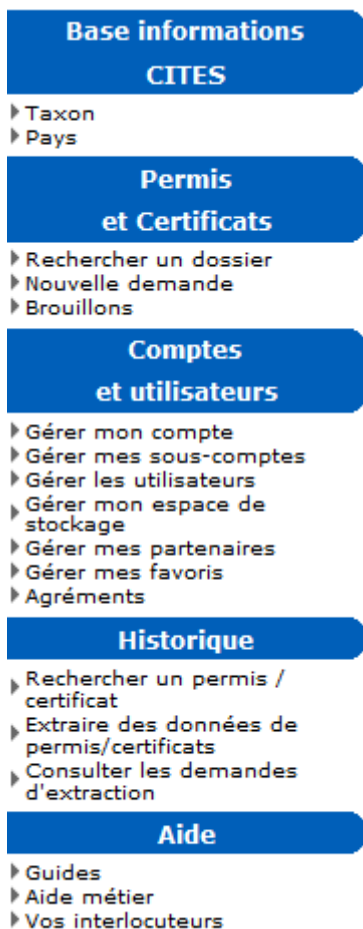 Base informations
CITES
Taxon
Pays
Permis
et Certificats
Rechercher un dossier
Nouvelle demande
Brouillons
Comptes
et utilisateurs
Gérer mon compte
Gérer mes sous-comptes
Gérer les utilisateurs
Gérer mon espace de
stockage
Gérer mes partenaires
Gérer mes favoris
Agréments
Historique
Rechercher un permis /
certificat
Extraire des données de
permis/certificats
Consulter les demandes
d'extraction
Aide
Guides
Aide métier
Vos interlocuteurs